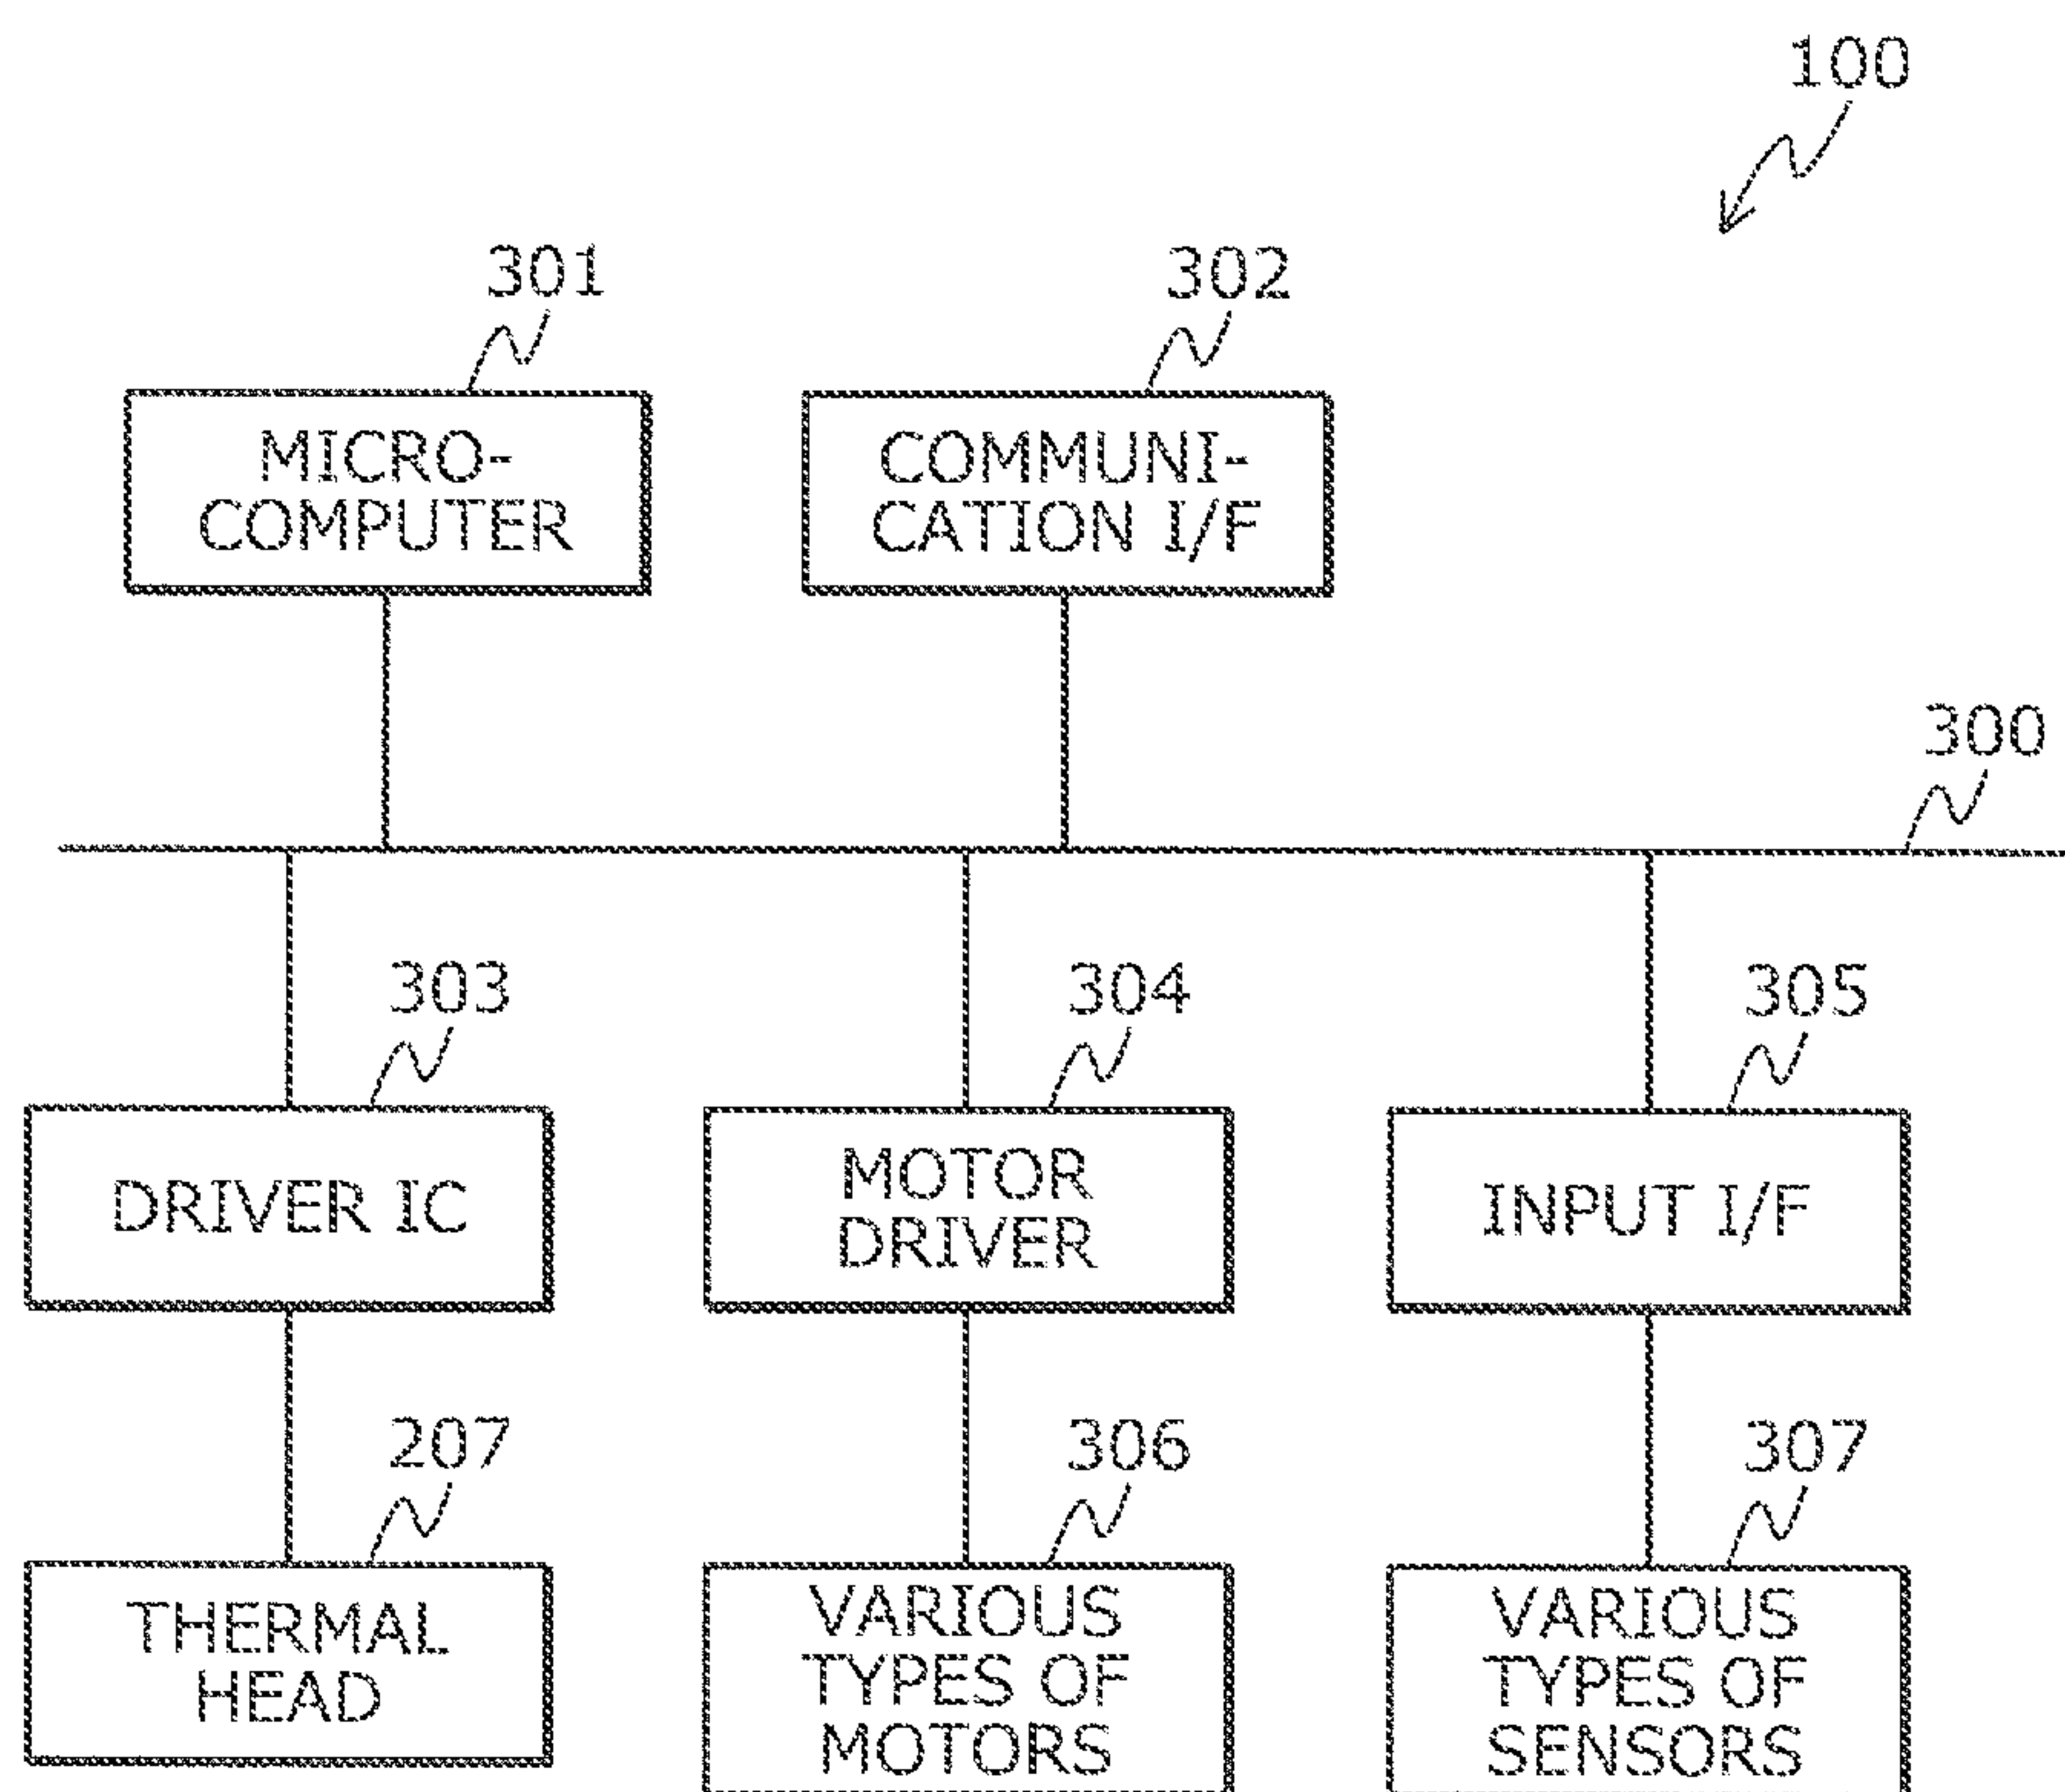 100
301
302
MICRO-
COMPUTER
COMMUNI-
CATION I/F
300
303
304
305
DRIVER IC
MOTOR
DRIVER
INPUT I/F
207
306
307
THERMAL
HEAD
VARIOUS
TYPES OF
MOTORS
VARIOUS
TYPES OF
SENSORS